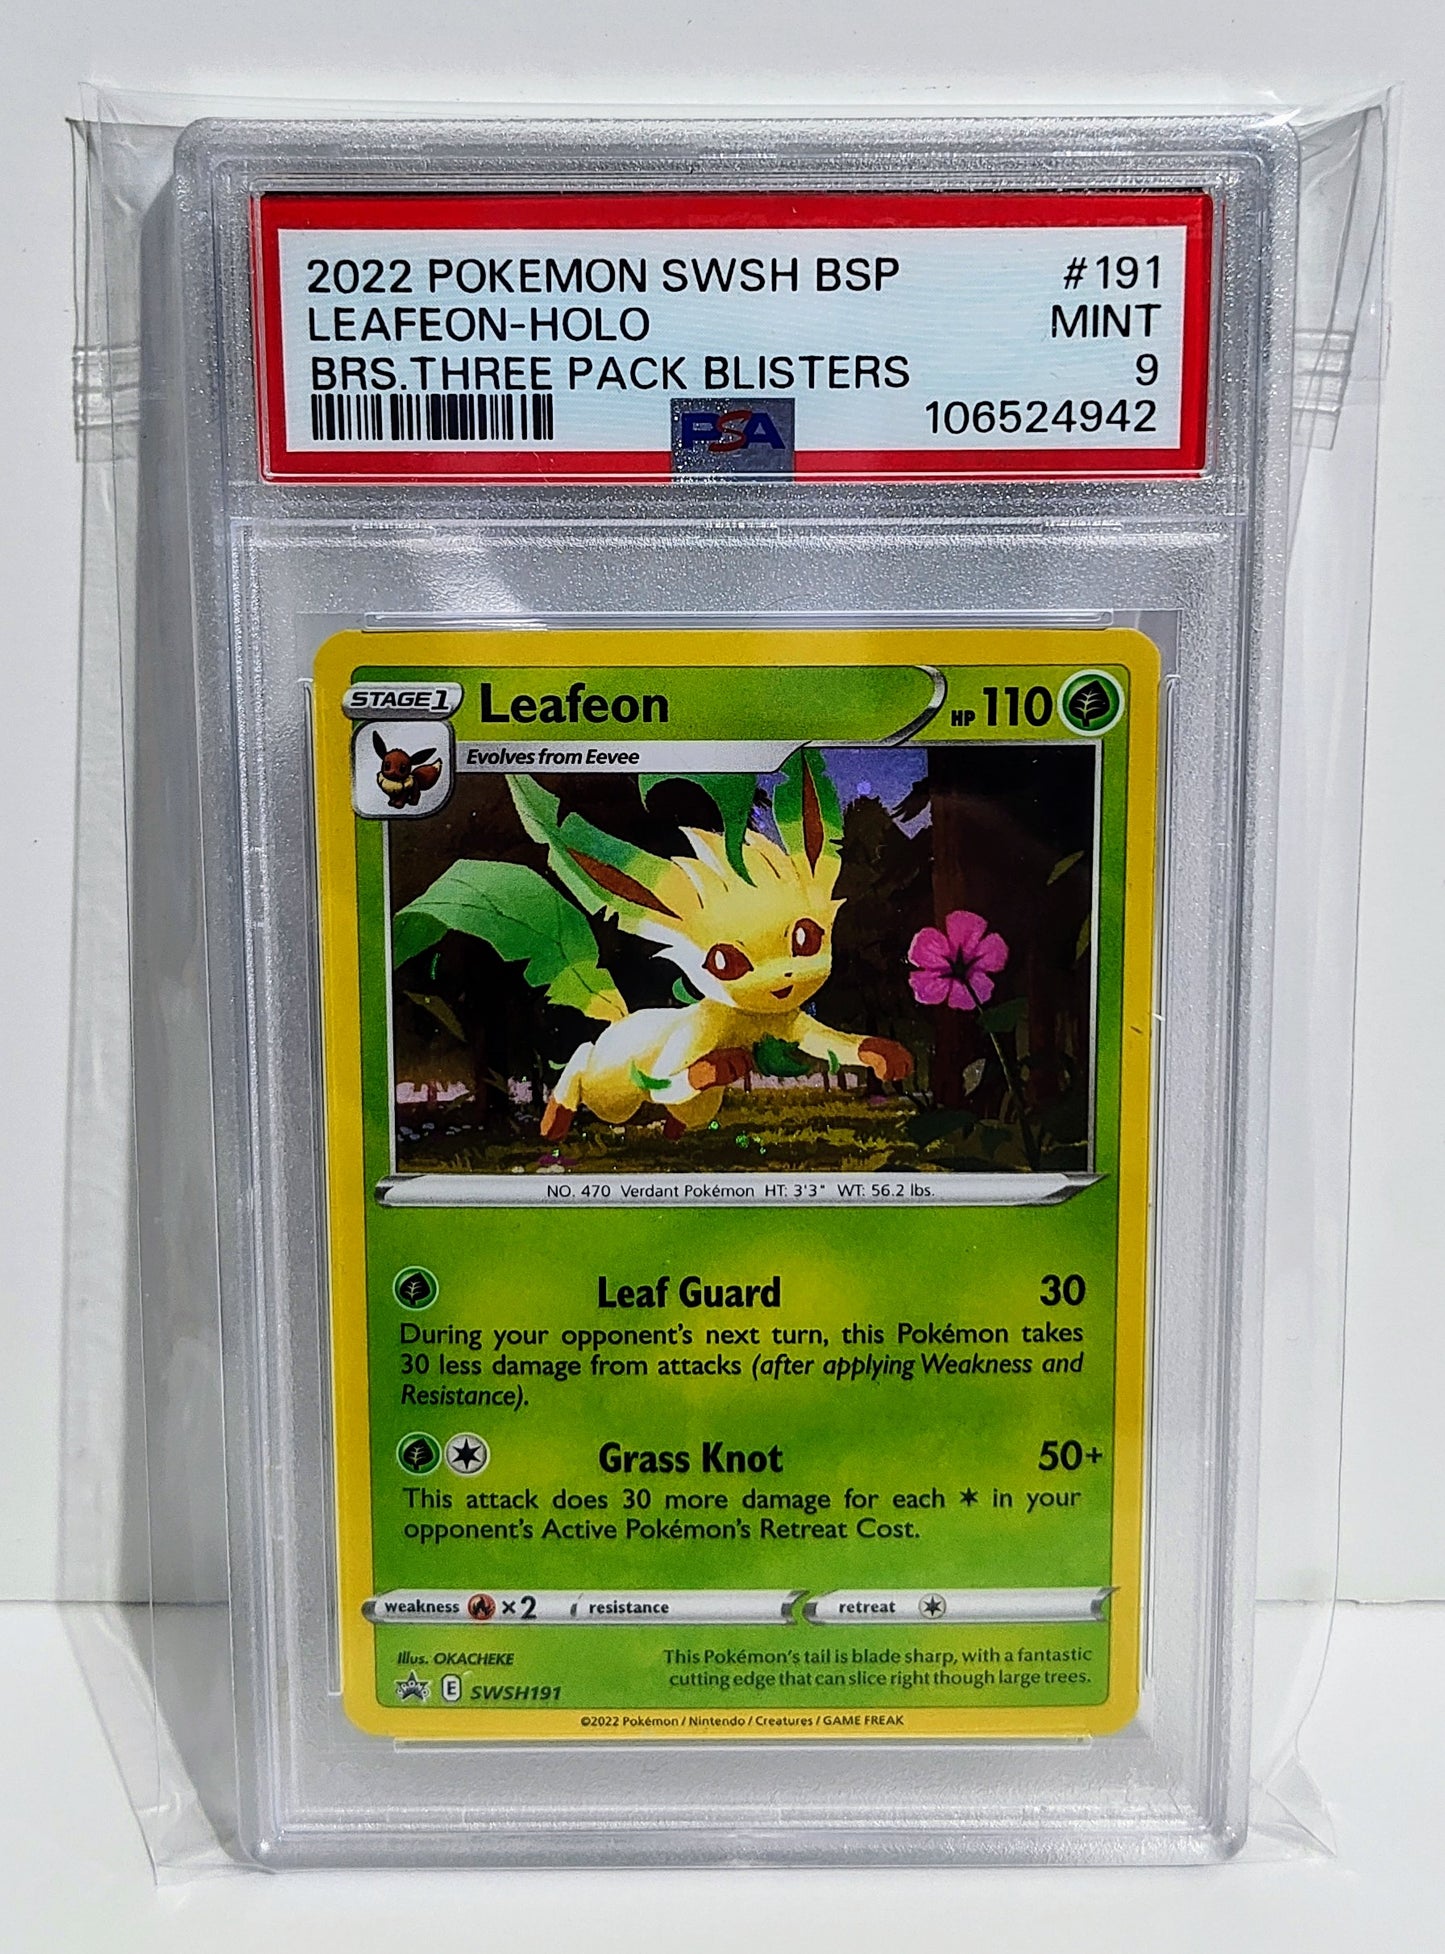 2022 POKEMON SWSH BSP #191
LEAFEON-HOLO MINT
BRS.THREE PACK BLISTERS 9
PSA 106524942
STAGE 1 Leafeon HP 110
Evolves from Eevee
NO. 470 Verdant Pokémon HT: 3'3" WT: 56.2 lbs.
Leaf Guard 30
During your opponent's next turn, this Pokémon takes
30 less damage from attacks (after applying Weakness and
Resistance).
Grass Knot 50+
This attack does 30 more damage for each in your
opponent's Active Pokémon's Retreat Cost.
weakness ×2 resistance retreat
Illus. OKACHEKE
This Pokémon's tail is blade sharp, with a fantastic
cutting edge that can slice right though large trees.
E SWSH191
©2022 Pokémon / Nintendo / Creatures / GAME FREAK